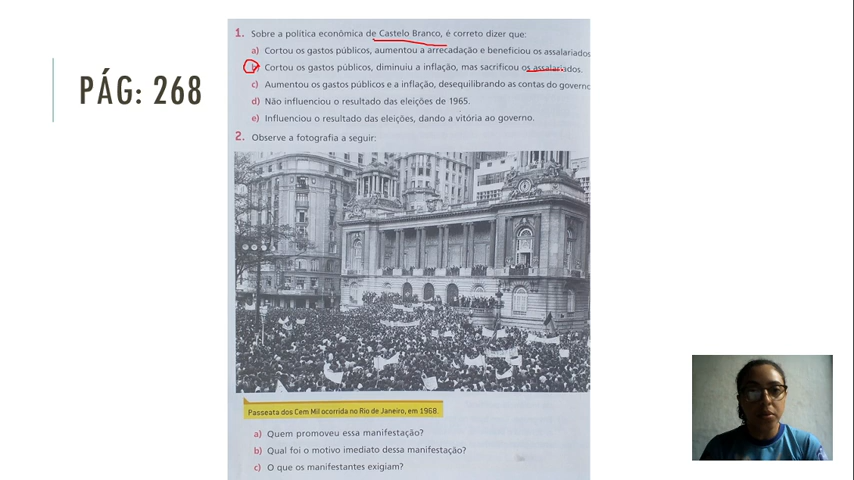 PÁG: 268
1. Sobre a política econômica de Castelo Branco, é correto dizer que:
a) Cortou os gastos públicos, aumentou a arrecadação e beneficiou os assalariados
b) Cortou os gastos públicos, diminuiu a inflação, mas sacrificou os assalariados.
c) Aumentou os gastos públicos e a inflação, desequilibrando as contas do governo
d) Não influenciou o resultado das eleições de 1965.
e) Influenciou o resultado das eleições, dando a vitória ao governo.
2. Observe a fotografia a seguir:
Passeata dos Cem Mil ocorrida no Rio de Janeiro, em 1968.
a) Quem promoveu essa manifestação?
b) Qual foi o motivo imediato dessa manifestação?
c) O que os manifestantes exigiam?